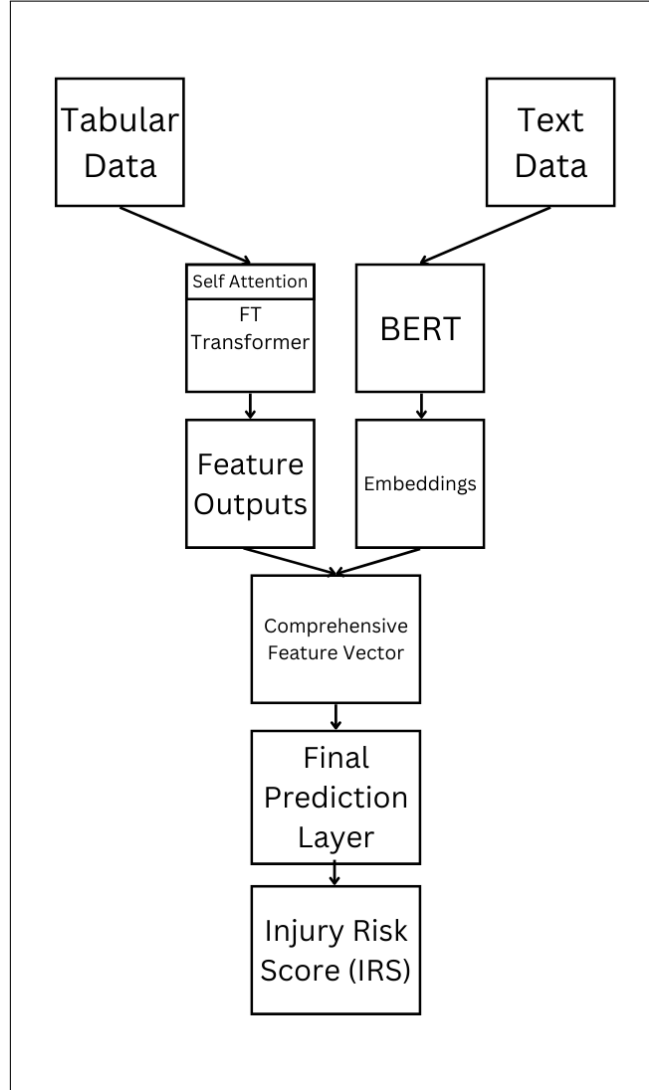 Tabular
Data
Text
Data
Self Attention
FT
Transformer
BERT
Feature
Outputs
Embeddings
Comprehensive
Feature Vector
Final
Prediction
Layer
Injury Risk
Score (IRS)